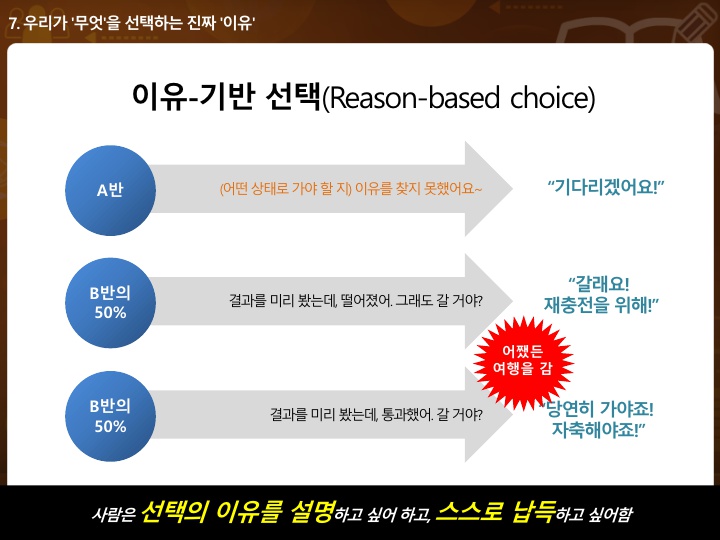 7. 우리가 '무엇'을 선택하는 진짜 '이유'
이유-기반 선택(Reason-based choice)
A반
(어떤 상태로 가야 할 지) 이유를 찾지 못했어요~
“기다리겠어요!”
B반의
50%
결과를 미리 봤는데, 떨어졌어. 그래도 갈 거야?
“갈래요!
재충전을 위해!”
어쨌든
여행을 감
B반의
50%
결과를 미리 봤는데, 통과했어. 갈 거야?
“당연히 가야죠!
자축해야죠!”
사람은 선택의 이유를 설명하고 싶어 하고, 스스로 납득하고 싶어함